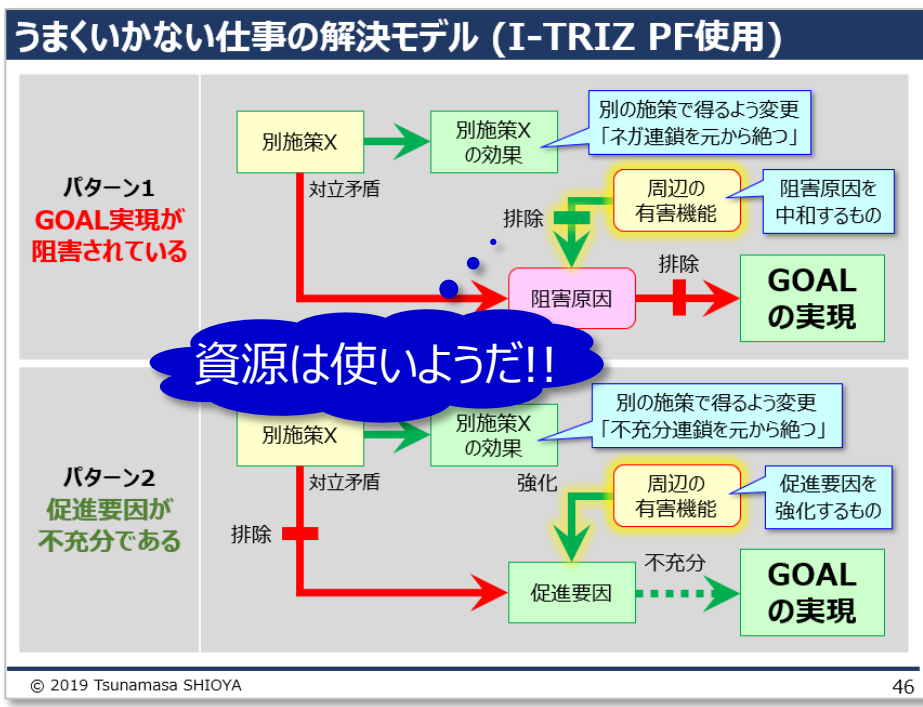 うまくいかない仕事の解決モデル (I-TRIZ PF使用)
パターン1
GOAL実現が
阻害されている
別施策X
別施策X
の効果
別の施策で得るよう変更
「ネガ連鎖を元から絶つ」
対立矛盾
周辺の
有害機能
阻害原因を
中和するもの
排除
阻害原因
排除
GOAL
の実現
資源は使いようだ!!
パターン2
促進要因が
不充分である
別施策X
別施策X
の効果
別の施策で得るよう変更
「不充分連鎖を元から絶つ」
対立矛盾
強化
周辺の
有害機能
促進要因を
強化するもの
排除
促進要因
不充分
GOAL
の実現
© 2019 Tsunamasa SHIOYA
46